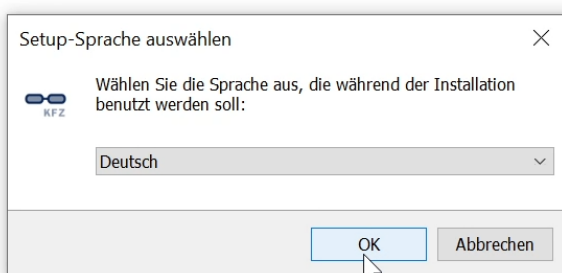 Setup-Sprache auswählen
Wählen Sie die Sprache aus, die während der Installation
benutzt werden soll:
KFZ
Deutsch
OK
Abbrechen